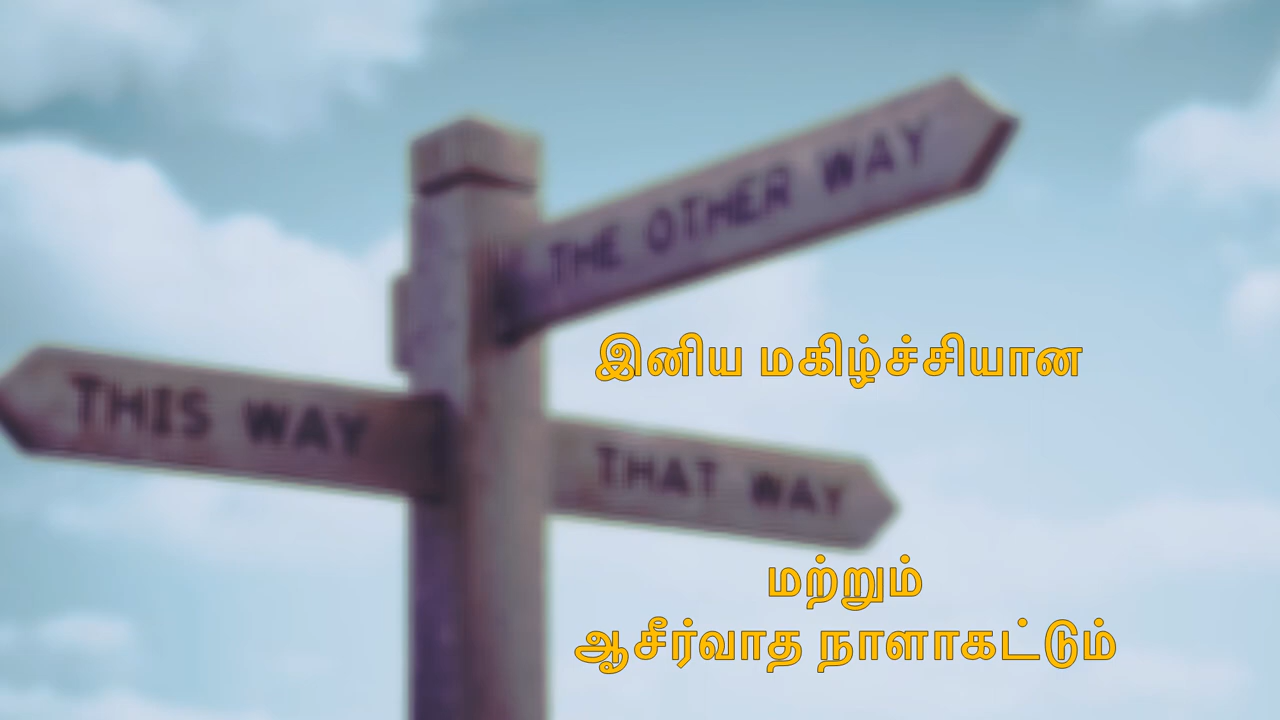 THE OTHER WAY
இனிய மகிழ்ச்சியான
THIS WAY
THAT WAY
மற்றும்
ஆசீர்வாத நாளாகட்டும்